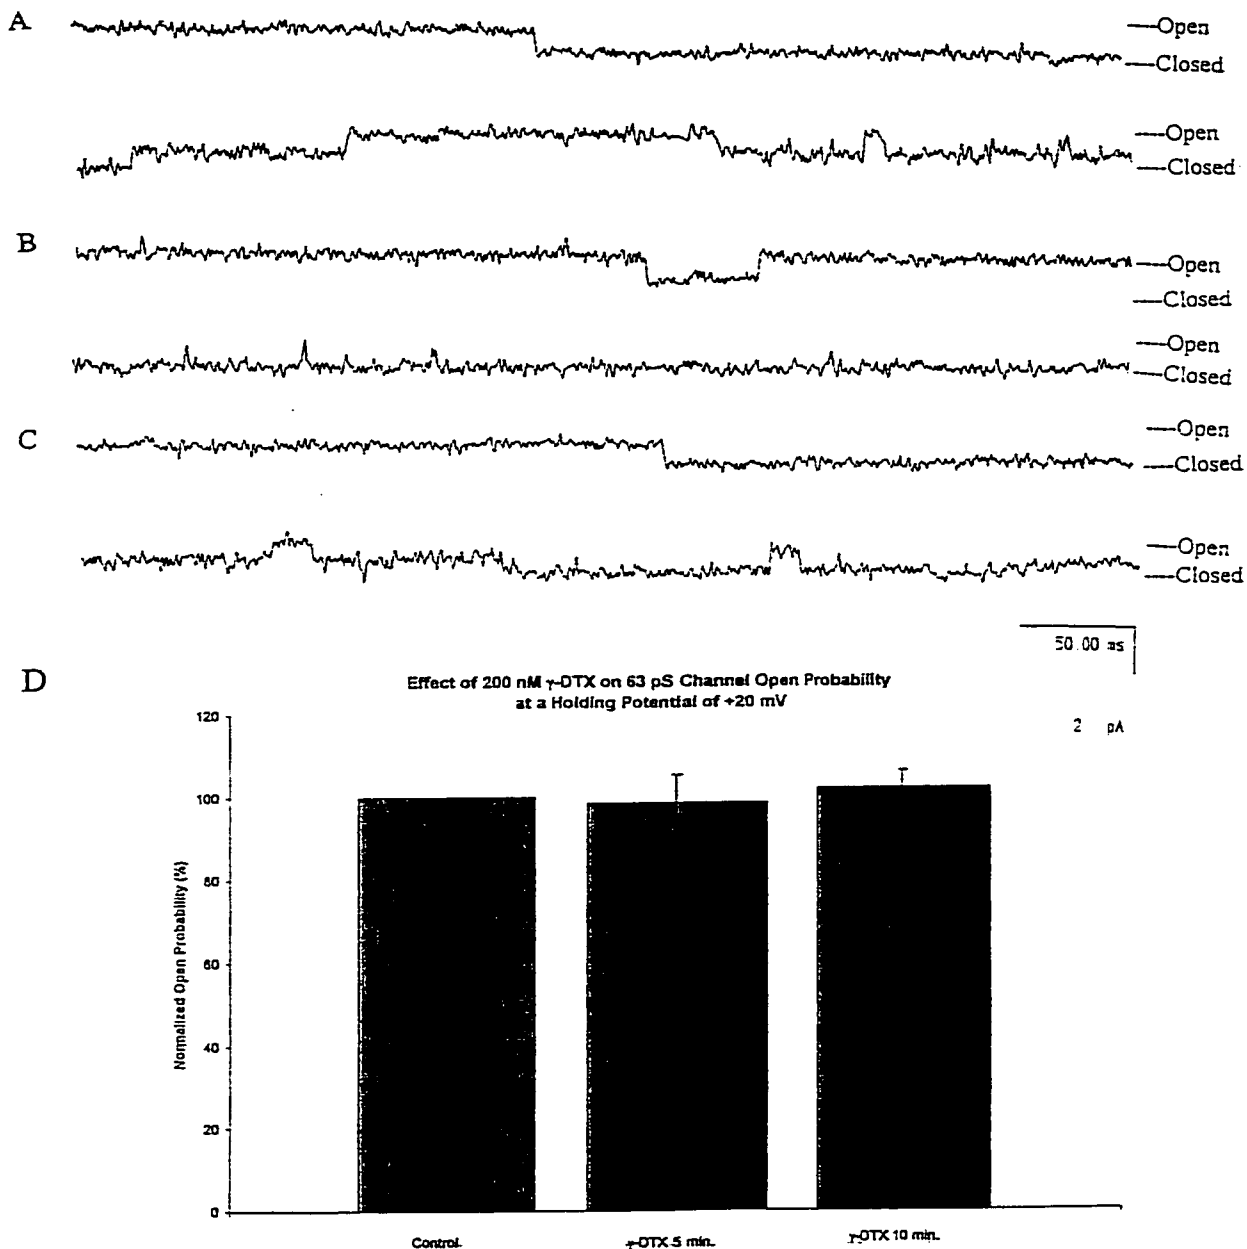 A
Open
Closed
Open
Closed
B
Open
Closed
Open
Closed
C
Open
Closed
Open
Closed
50.00 ms
2 pA
D
Effect of 200 nM γ-DTX on 63 pS Channel Open Probability
at a Holding Potential of +20 mV
Normalized Open Probability (%)
120
100
80
60
40
20
0
Control
γ-DTX 5 min.
γ-DTX 10 min.